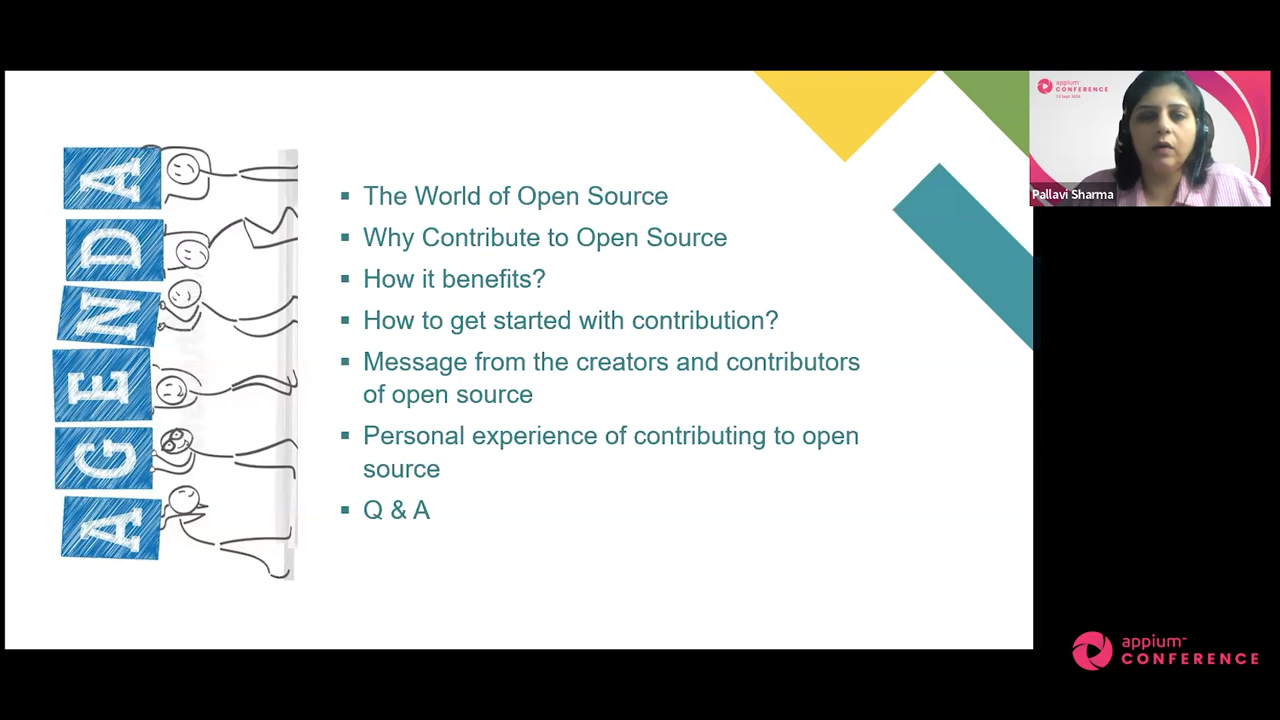 AGENDA
The World of Open Source
Why Contribute to Open Source
How it benefits?
How to get started with contribution?
Message from the creators and contributors
of open source
Personal experience of contributing to open
source
Q & A
appium
CONFERENCE
Pallavi Sharma
appium
CONFERENCE